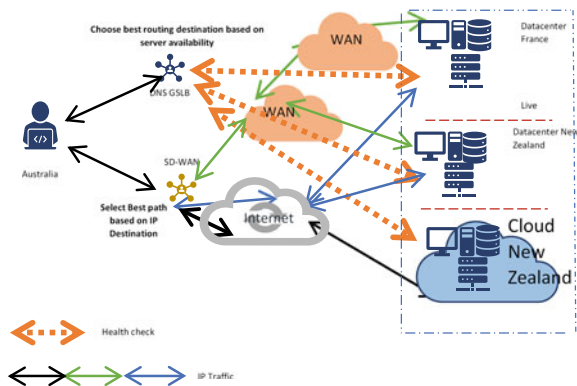 Choose best routing destination based on
server availability
WAN
Datacenter
France
DNS GSLB
Live
WAN
Datacenter New
Zealand
SD-WAN
Australia
Select Best path
based on IP
Destination
Internet
Cloud
New
Zealand
Health check
IP Traffic